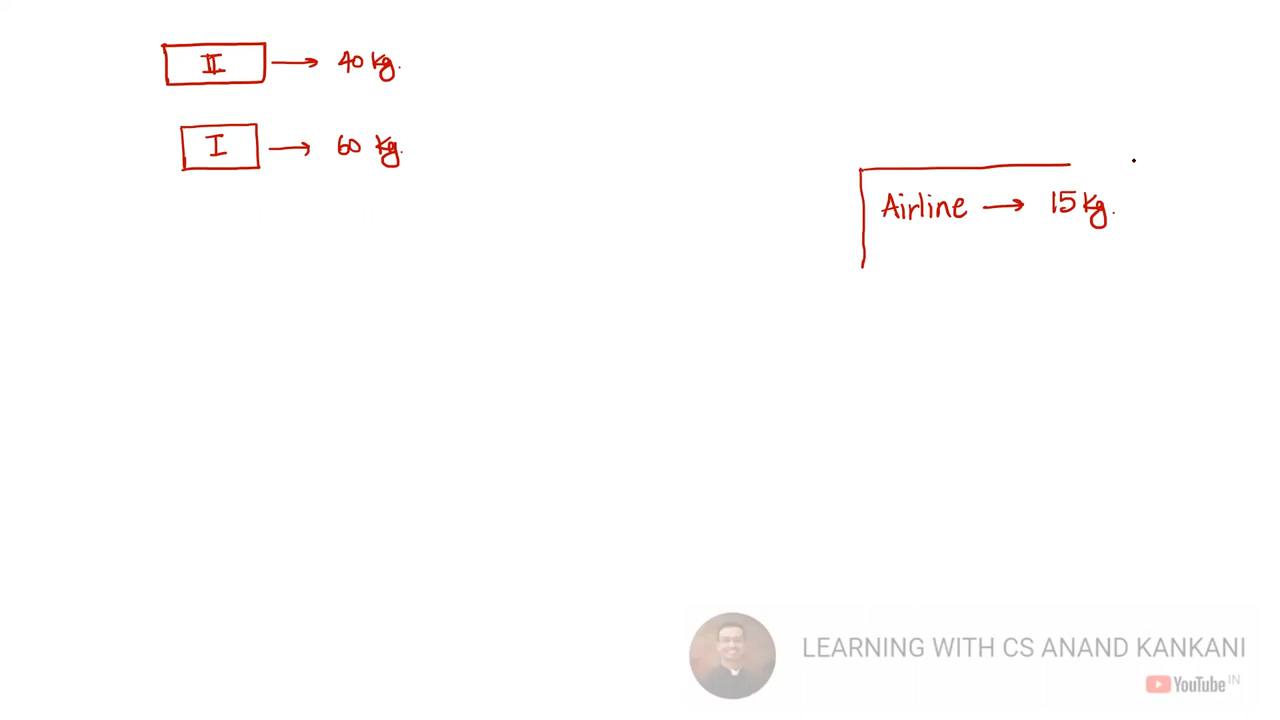 II → 40 kg.
I → 60 kg.
Airline → 15 kg.
LEARNING WITH CS ANAND KANKANI
YouTube IN